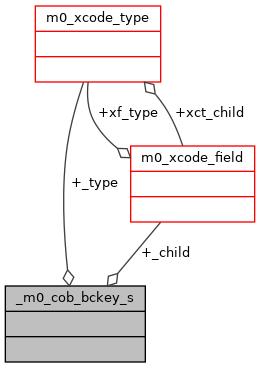 m0_xcode_type
+xf_type
+xct_child
m0_xcode_field
+_type
+_child
_m0_cob_bckey_s